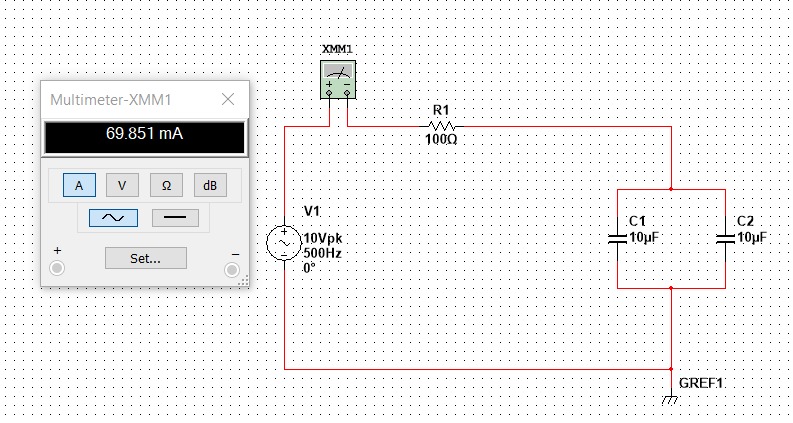 XMM1
Multimeter-XMM1
69.851 mA
A
V
Ω
dB
Set...
+
−
+ −
R1
100Ω
V1
10Vpk
500Hz
0°
C1
10µF
C2
10µF
GREF1